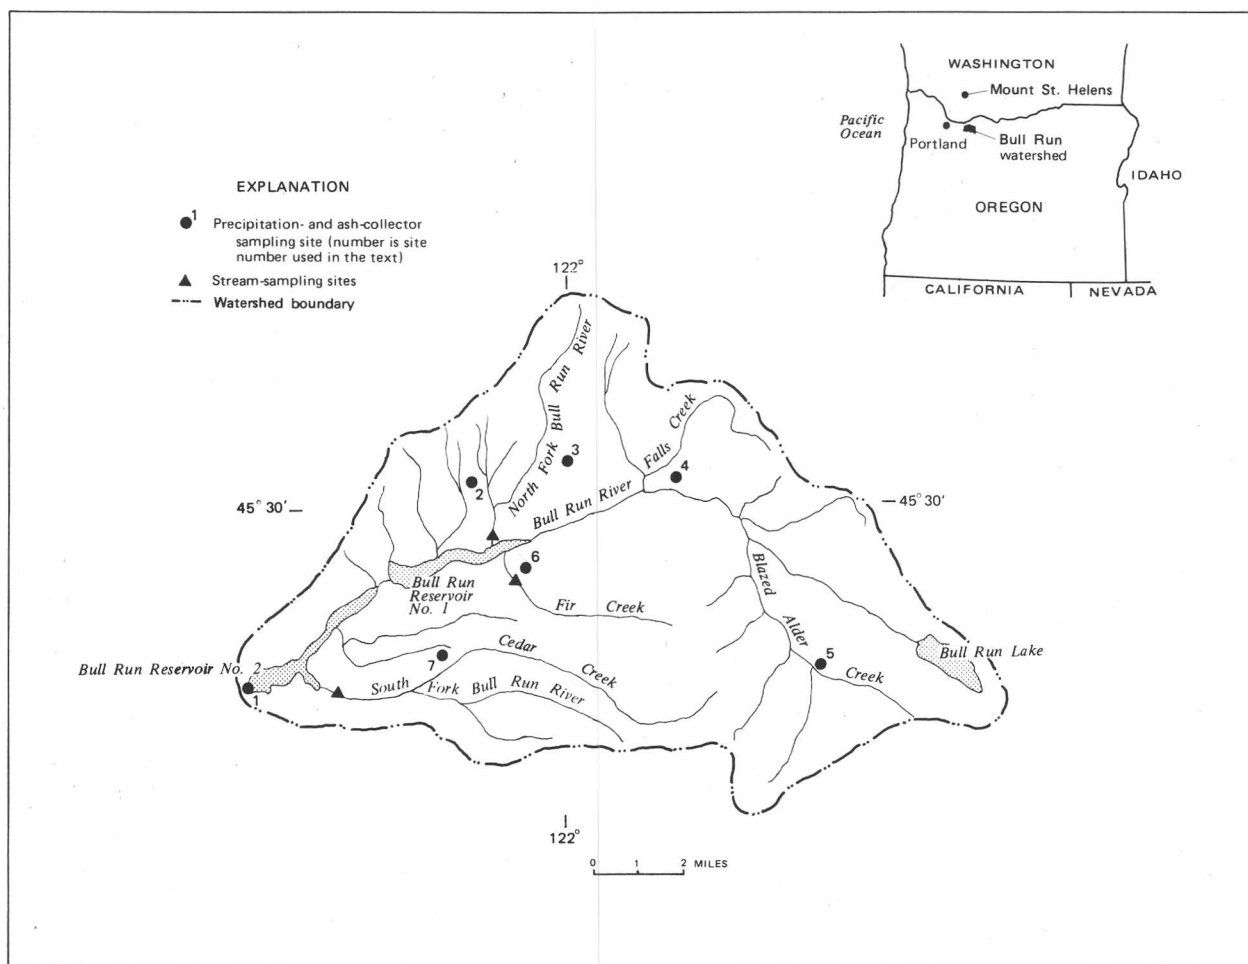 WASHINGTON
Mount St. Helens
Pacific
Ocean
Portland
Bull Run
watershed
IDAHO
OREGON
CALIFORNIA
NEVADA
EXPLANATION
1
Precipitation- and ash-collector
sampling site (number is site
number used in the text)
Stream-sampling sites
Watershed boundary
122°
North Fork Bull Run River
Falls Creek
3
4
2
45° 30'
45° 30'
Bull Run River
6
Bull Run
Reservoir
No. 1
Fir Creek
Blazed Alder Creek
5
Bull Run Lake
Cedar Creek
7
Bull Run Reservoir No. 2
1
South Fork Bull Run River
122°
0 1 2 MILES